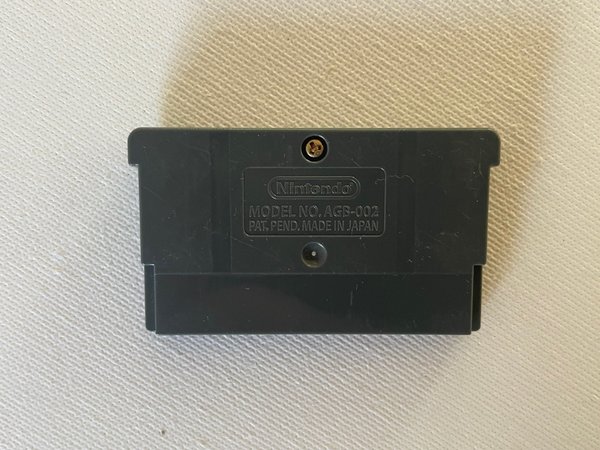 Nintendo
MODEL NO. AGB-002
PAT. PEND. MADE IN JAPAN